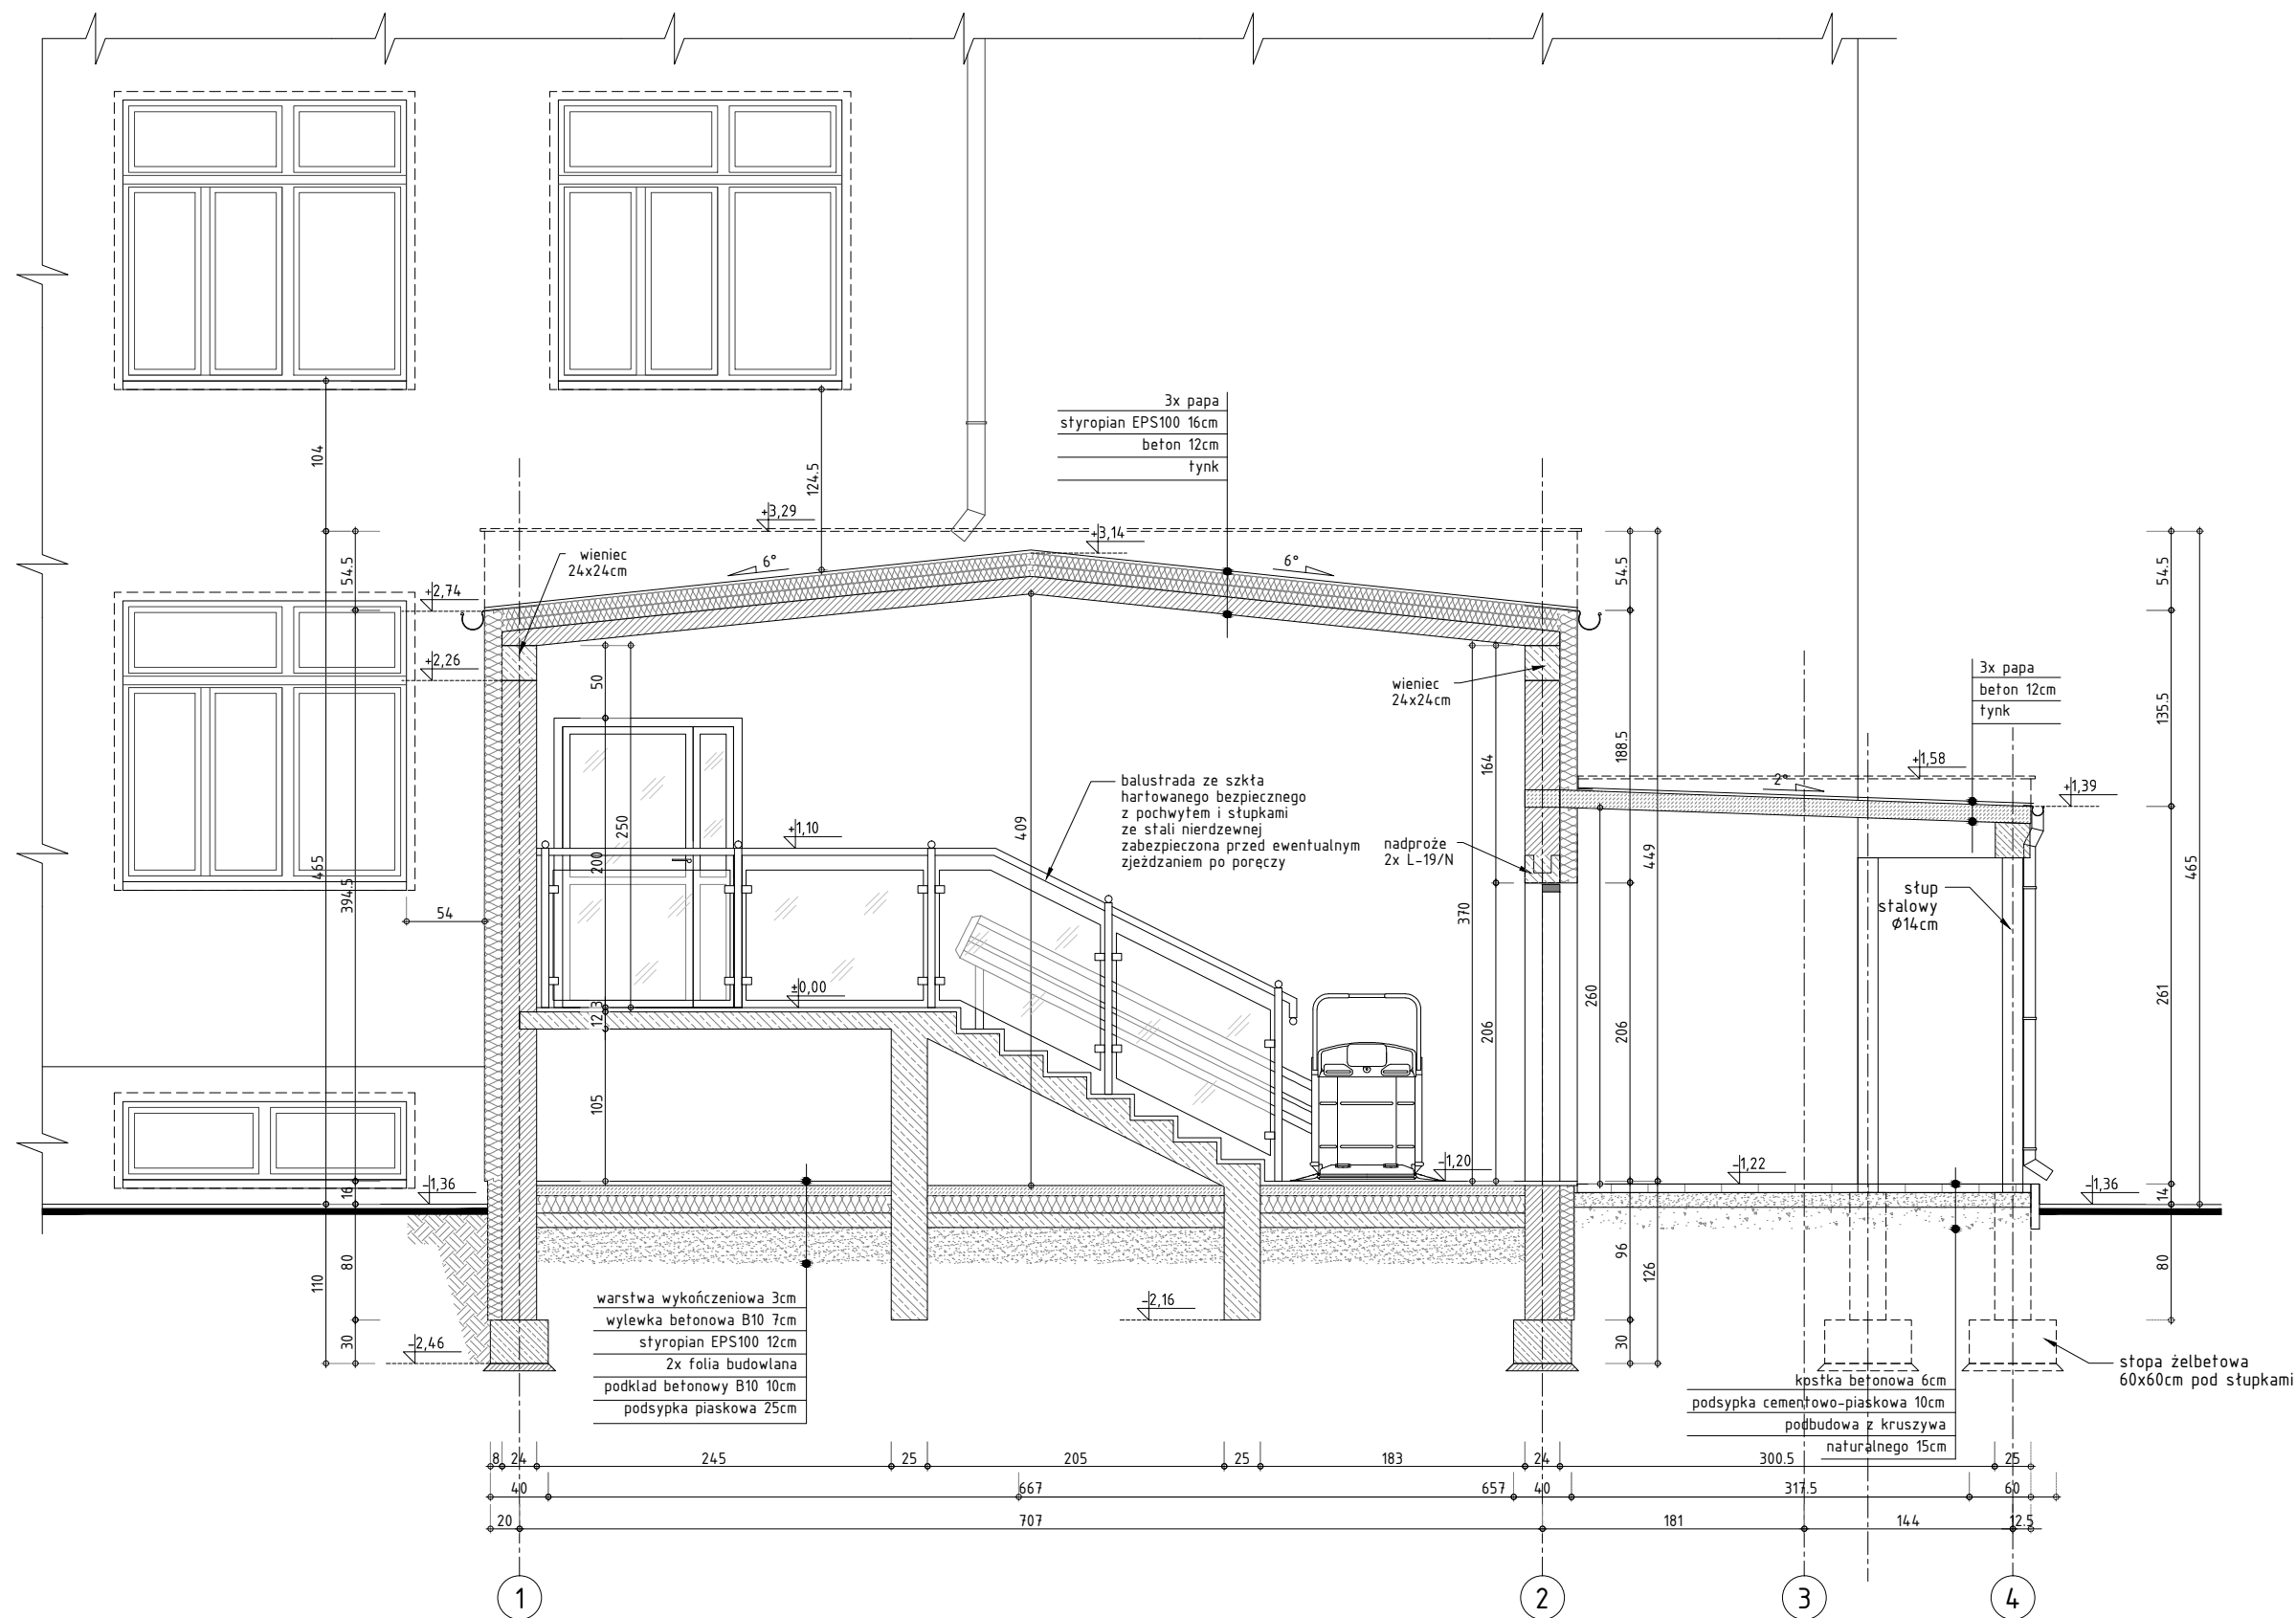 3x papa
styropian EPS100 16cm
beton 12cm
tynk
104
124.5
+3,29
+3,14
wieniec
24x24cm
6°
6°
54.5
54.5
54.5
+2,74
+2,26
50
wieniec
24x24cm
3x papa
beton 12cm
tynk
135.5
188.5
164
+1,58
2°
+1,39
balustrada ze szkła
hartowanego bezpiecznego
z pochwytem i słupkami
ze stali nierdzewnej
zabezpieczona przed ewentualnym
zjeżdzaniem po poręczy
+1,10
250
200
409
nadproże
2x L-19/N
449
465
394.5
465
54
370
słup
stalowy
Ø14cm
±0,00
12.3
260
206
206
261
105
-1,20
-1,22
-1,36
-1,36
16
14
80
110
96
126
80
30
30
-2,16
-2,46
warstwa wykończeniowa 3cm
wylewka betonowa B10 7cm
styropian EPS100 12cm
2x folia budowlana
podklad betonowy B10 10cm
podsypka piaskowa 25cm
stopa żelbetowa
60x60cm pod słupkami
kostka betonowa 6cm
podsypka cementowo-piaskowa 10cm
podbudowa z kruszywa
naturalnego 15cm
8 24 245 25 205 25 183 24 300.5 25
40 667 657 40 317.5 60
20 707 181 144 12.5
1 2 3 4